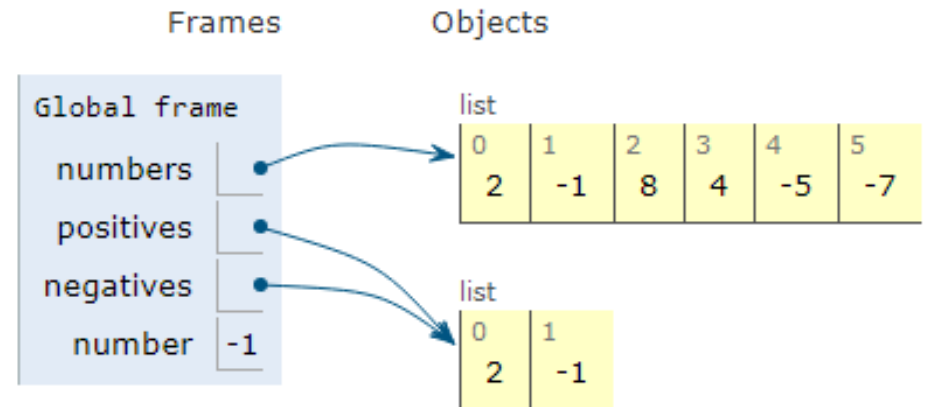 Frames Objects
Global frame
numbers
positives
negatives
number -1
list
0 1 2 3 4 5
2 -1 8 4 -5 -7
list
0 1
2 -1